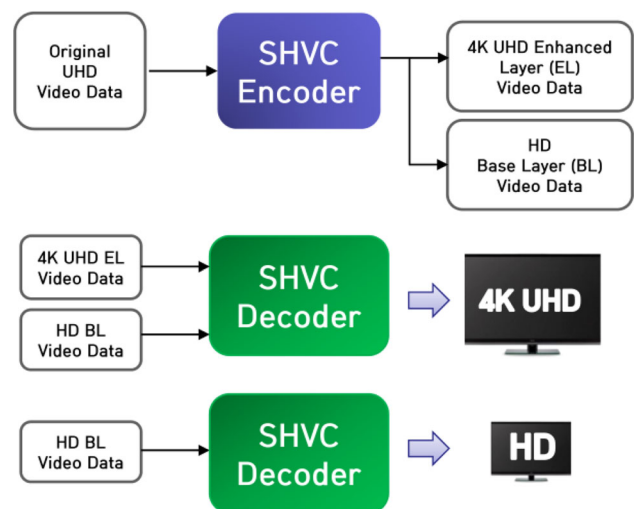 Original
UHD
Video Data
SHVC
Encoder
4K UHD Enhanced
Layer (EL)
Video Data
HD
Base Layer (BL)
Video Data
4K UHD EL
Video Data
HD BL
Video Data
SHVC
Decoder
4K UHD
HD BL
Video Data
SHVC
Decoder
HD